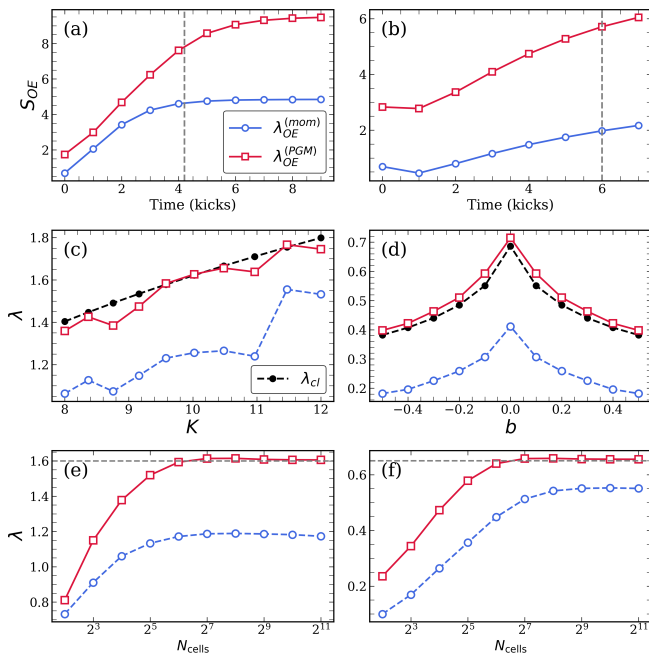 (a)
S_OE
8
6
4
2
λ_OE^(mom)
λ_OE^(PGM)
0 2 4 6 8
Time (kicks)
(b)
6
4
2
0 2 4 6
Time (kicks)
(c)
λ
1.8
1.6
1.4
1.2
λ_cl
8 9 10 11 12
K
(d)
0.7
0.6
0.5
0.4
0.3
0.2
−0.4 −0.2 0.0 0.2 0.4
b
(e)
λ
1.6
1.4
1.2
1.0
0.8
2^3 2^5 2^7 2^9 2^11
N_cells
(f)
0.6
0.4
0.2
2^3 2^5 2^7 2^9 2^11
N_cells